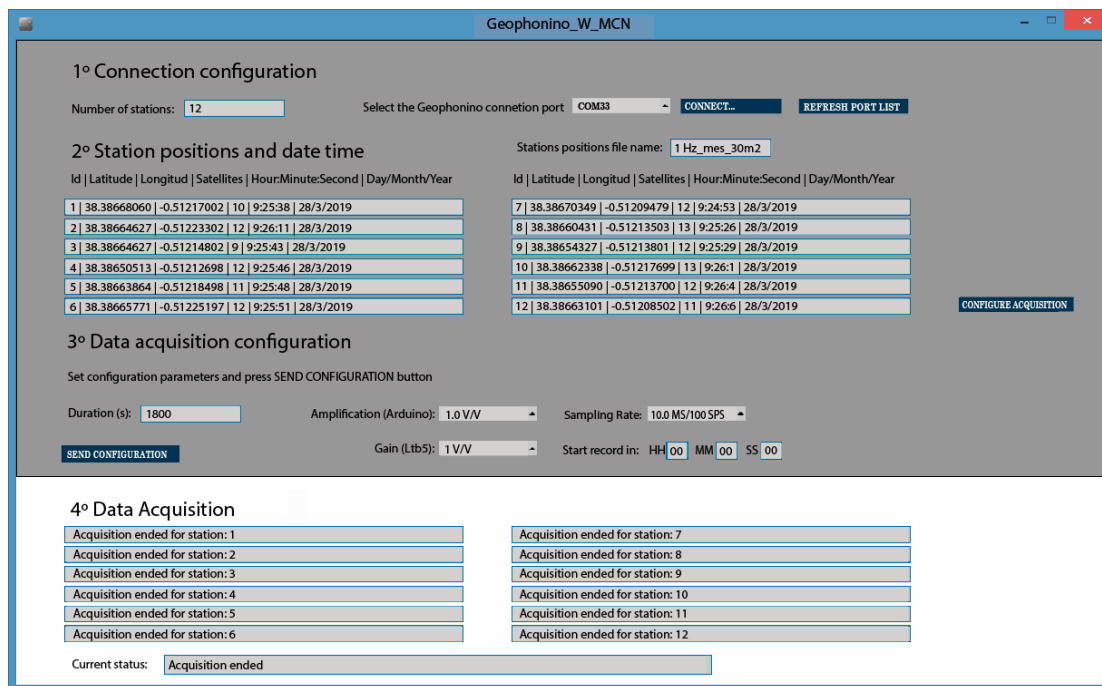 Geophonino_W_MCN
1º Connection configuration
Number of stations: 12 Select the Geophonino connetion port COM33 CONNECT... REFRESH PORT LIST
2º Station positions and date time Stations positions file name: 1 Hz_mes_30m2
Id | Latitude | Longitud | Satellites | Hour:Minute:Second | Day/Month/Year
1 | 38.38668060 | -0.51217002 | 10 | 9:25:38 | 28/3/2019
2 | 38.38664627 | -0.51223302 | 12 | 9:26:11 | 28/3/2019
3 | 38.38664627 | -0.51214802 | 9 | 9:25:43 | 28/3/2019
4 | 38.38650513 | -0.51212698 | 12 | 9:25:46 | 28/3/2019
5 | 38.38663864 | -0.51218498 | 11 | 9:25:48 | 28/3/2019
6 | 38.38665771 | -0.51225197 | 12 | 9:25:51 | 28/3/2019
Id | Latitude | Longitud | Satellites | Hour:Minute:Second | Day/Month/Year
7 | 38.38670349 | -0.51209479 | 12 | 9:24:53 | 28/3/2019
8 | 38.38660431 | -0.51213503 | 13 | 9:25:26 | 28/3/2019
9 | 38.38654327 | -0.51213801 | 12 | 9:25:29 | 28/3/2019
10 | 38.38662338 | -0.51217699 | 13 | 9:26:1 | 28/3/2019
11 | 38.38655090 | -0.51213700 | 12 | 9:26:4 | 28/3/2019
12 | 38.38663101 | -0.51208502 | 11 | 9:26:6 | 28/3/2019
CONFIGURE ACQUISITION
3º Data acquisition configuration
Set configuration parameters and press SEND CONFIGURATION button
Duration (s): 1800 Amplification (Arduino): 1.0 V/V Sampling Rate: 10.0 MS/100 SPS
SEND CONFIGURATION Gain (Ltb5): 1 V/V Start record in: HH 00 MM 00 SS 00
4º Data Acquisition
Acquisition ended for station: 1
Acquisition ended for station: 2
Acquisition ended for station: 3
Acquisition ended for station: 4
Acquisition ended for station: 5
Acquisition ended for station: 6
Acquisition ended for station: 7
Acquisition ended for station: 8
Acquisition ended for station: 9
Acquisition ended for station: 10
Acquisition ended for station: 11
Acquisition ended for station: 12
Current status: Acquisition ended